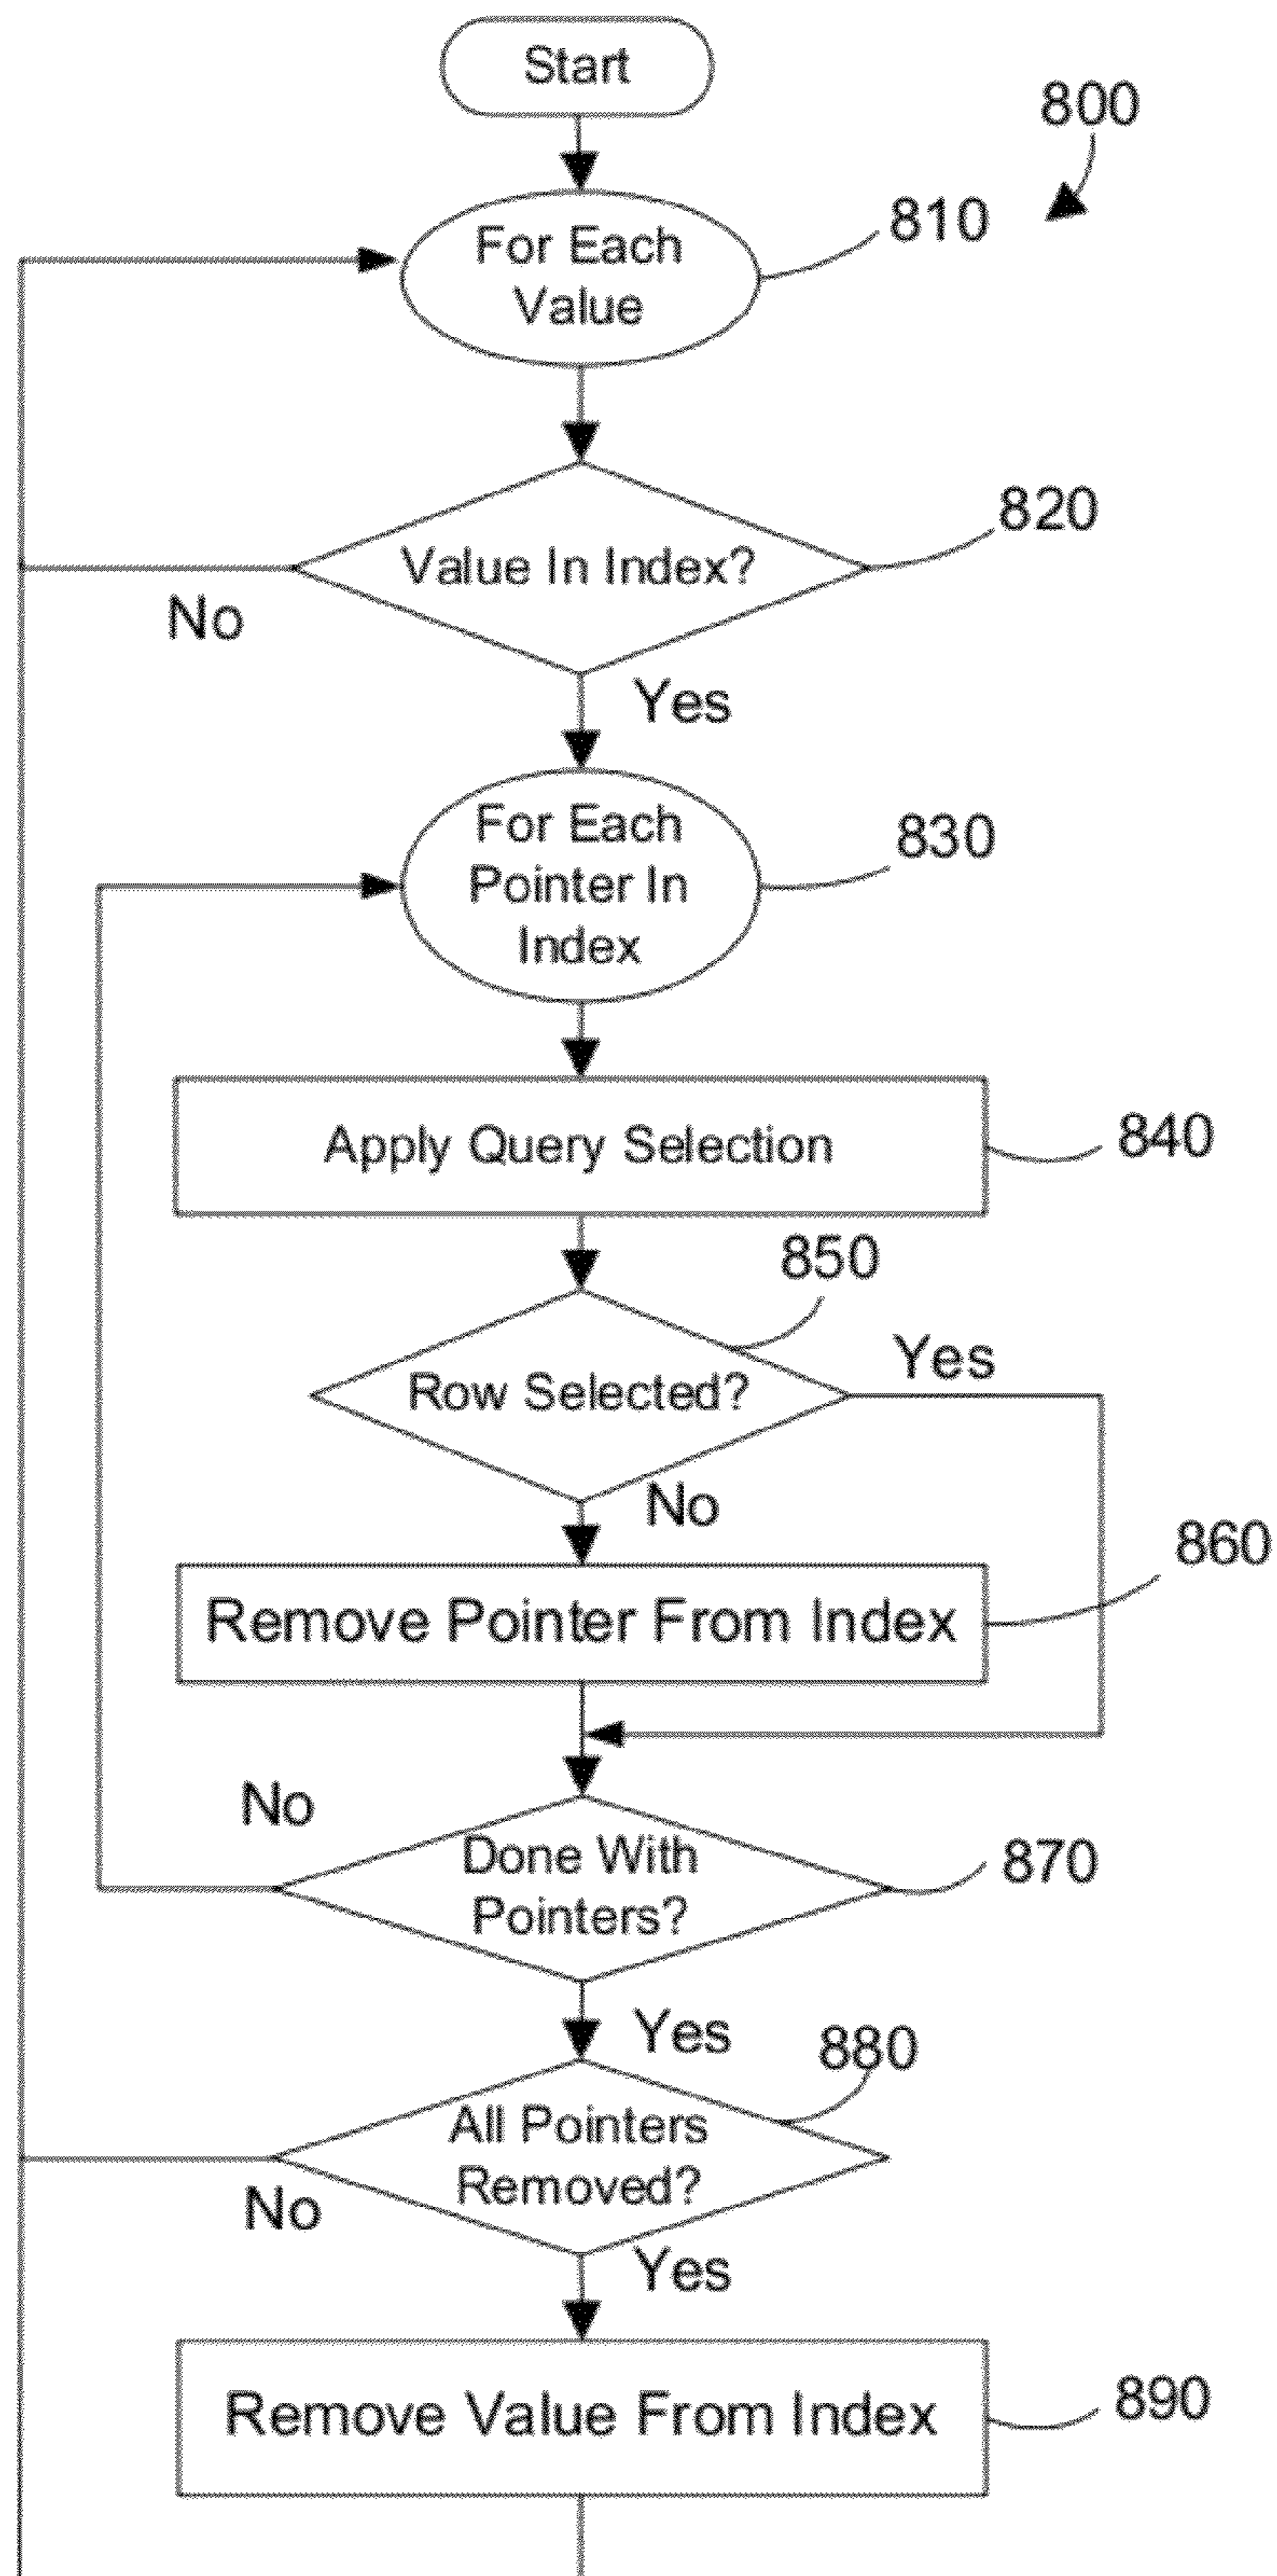 Start
800
For Each
Value
810
820
Value In Index?
No
Yes
For Each
Pointer In
Index
830
Apply Query Selection
840
850
Row Selected?
Yes
No
860
Remove Pointer From Index
No
Done With
Pointers?
870
Yes
880
All Pointers
Removed?
No
Yes
Remove Value From Index
890